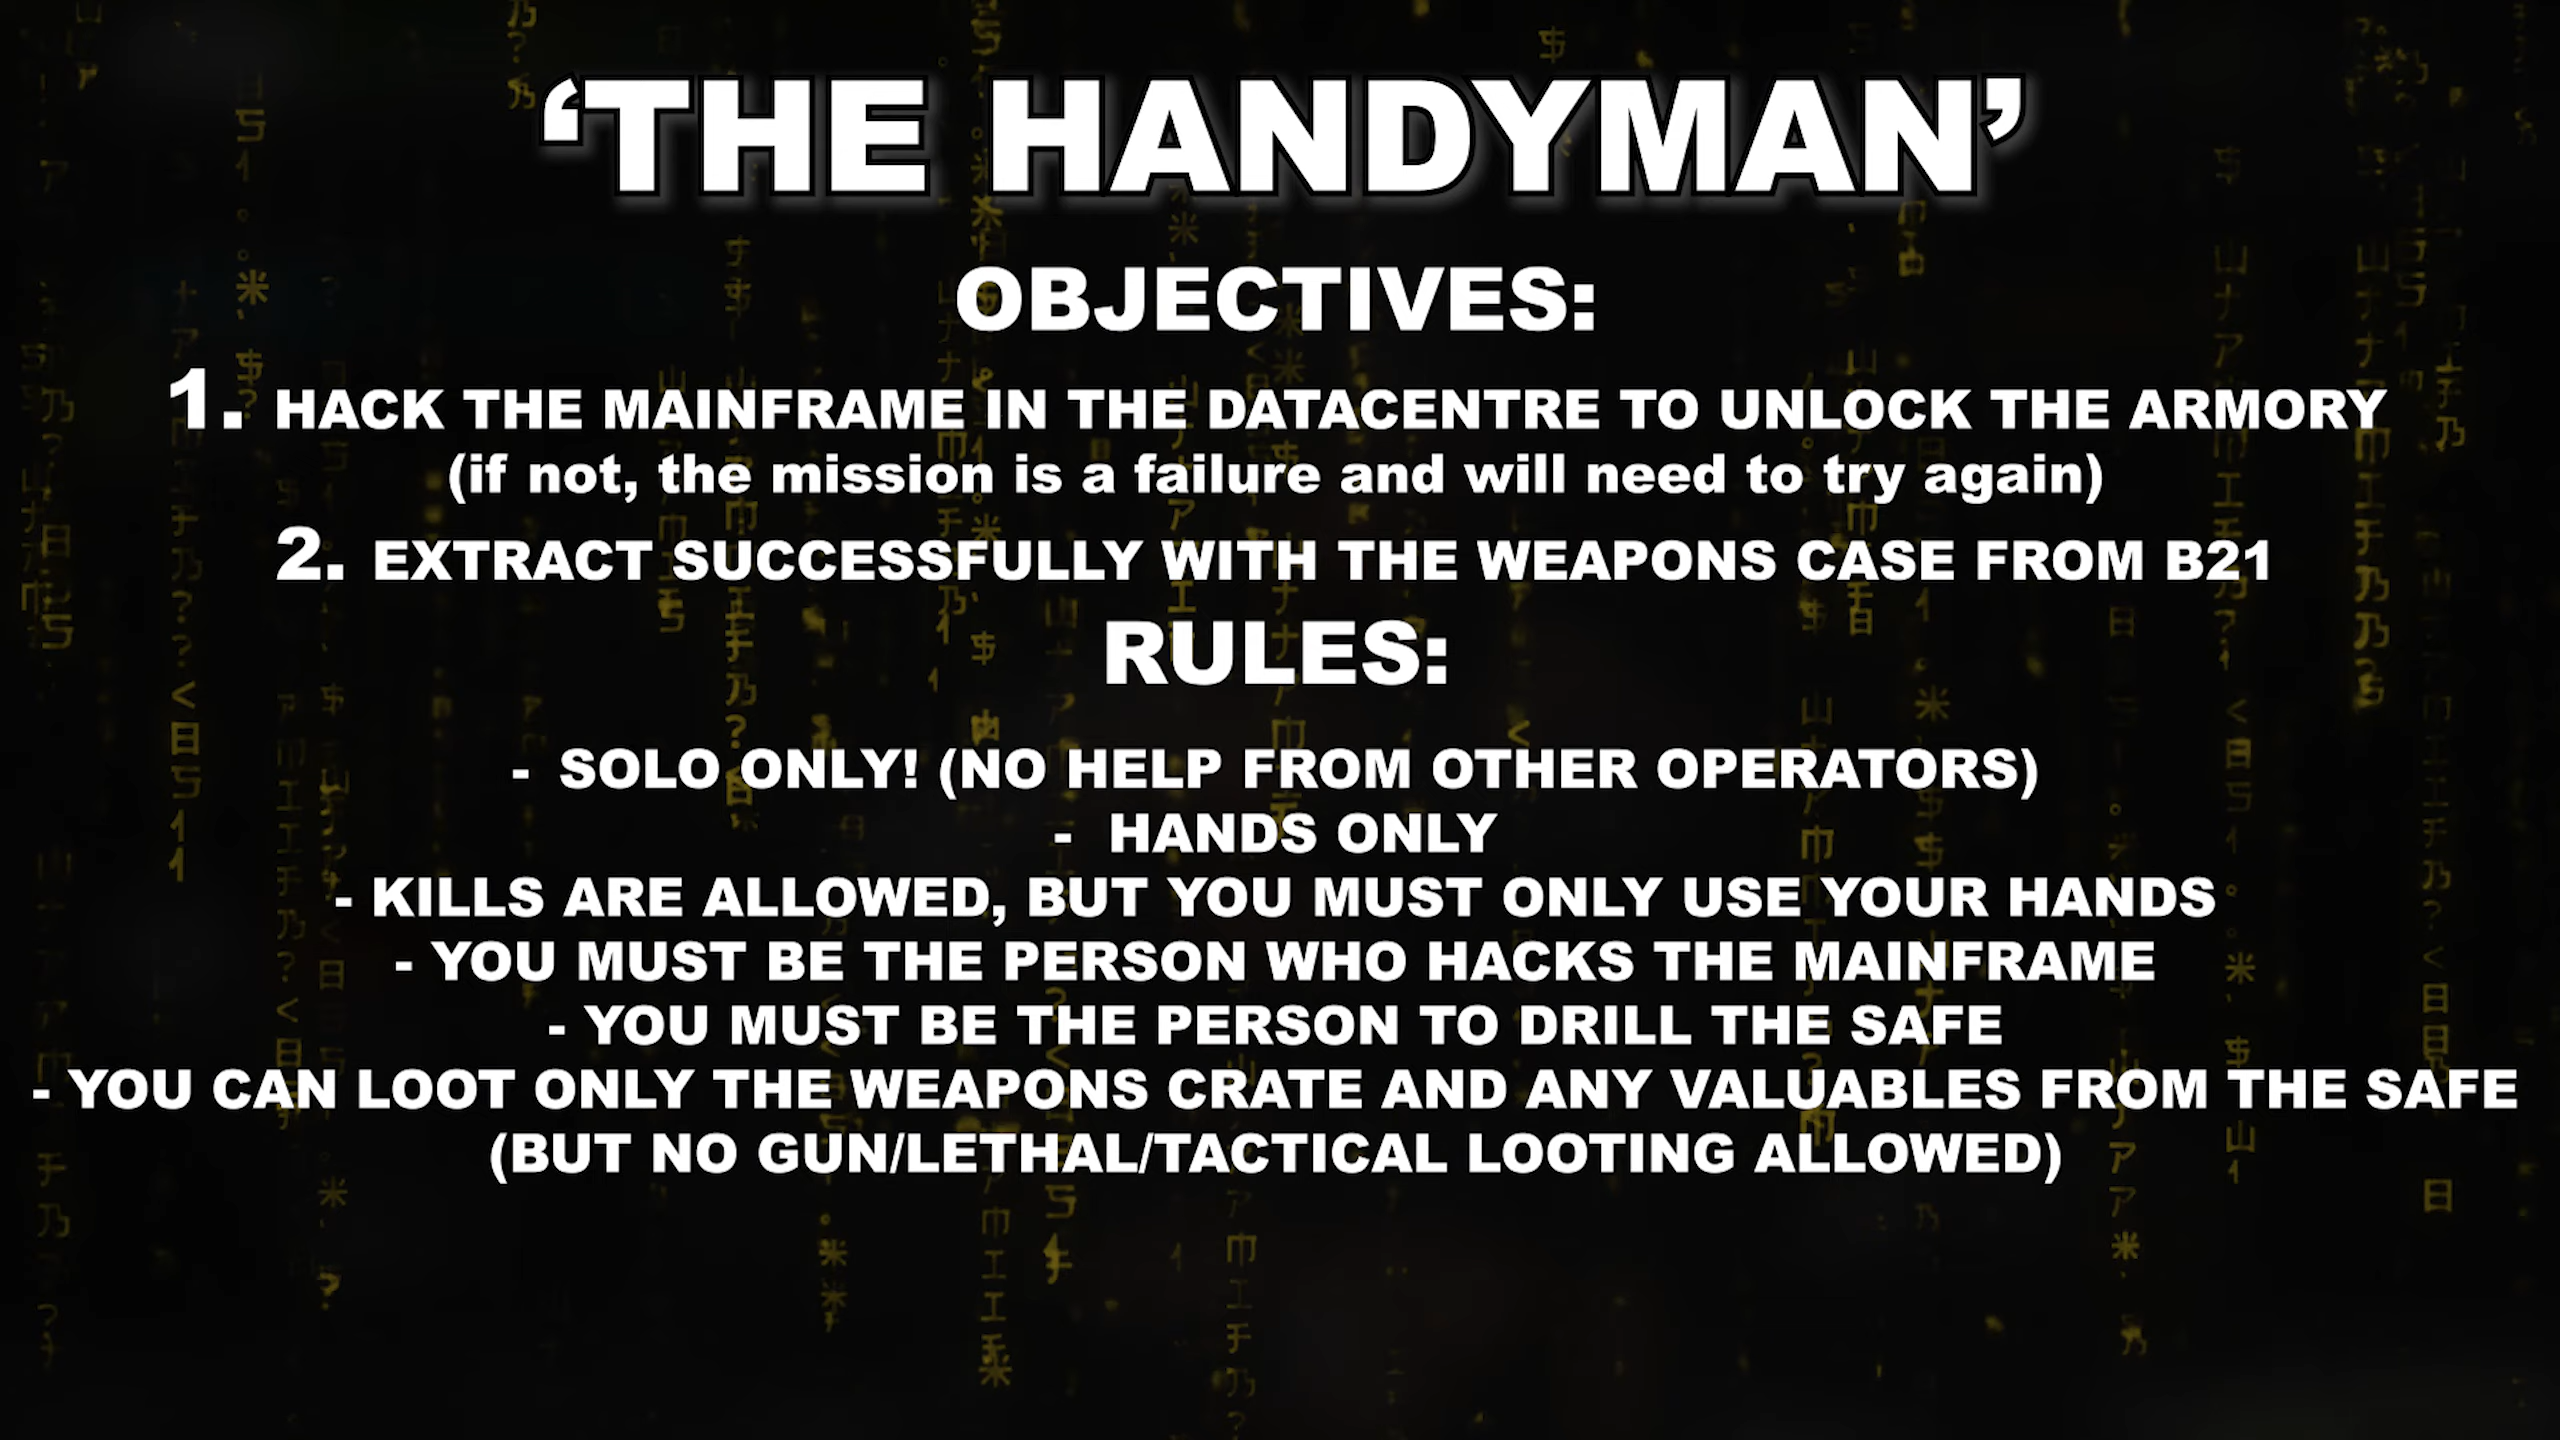 ‘THE HANDYMAN’
OBJECTIVES:
1. HACK THE MAINFRAME IN THE DATACENTRE TO UNLOCK THE ARMORY
(if not, the mission is a failure and will need to try again)
2. EXTRACT SUCCESSFULLY WITH THE WEAPONS CASE FROM B21
RULES:
- SOLO ONLY! (NO HELP FROM OTHER OPERATORS)
- HANDS ONLY
- KILLS ARE ALLOWED, BUT YOU MUST ONLY USE YOUR HANDS
- YOU MUST BE THE PERSON WHO HACKS THE MAINFRAME
- YOU MUST BE THE PERSON TO DRILL THE SAFE
- YOU CAN LOOT ONLY THE WEAPONS CRATE AND ANY VALUABLES FROM THE SAFE
(BUT NO GUN/LETHAL/TACTICAL LOOTING ALLOWED)